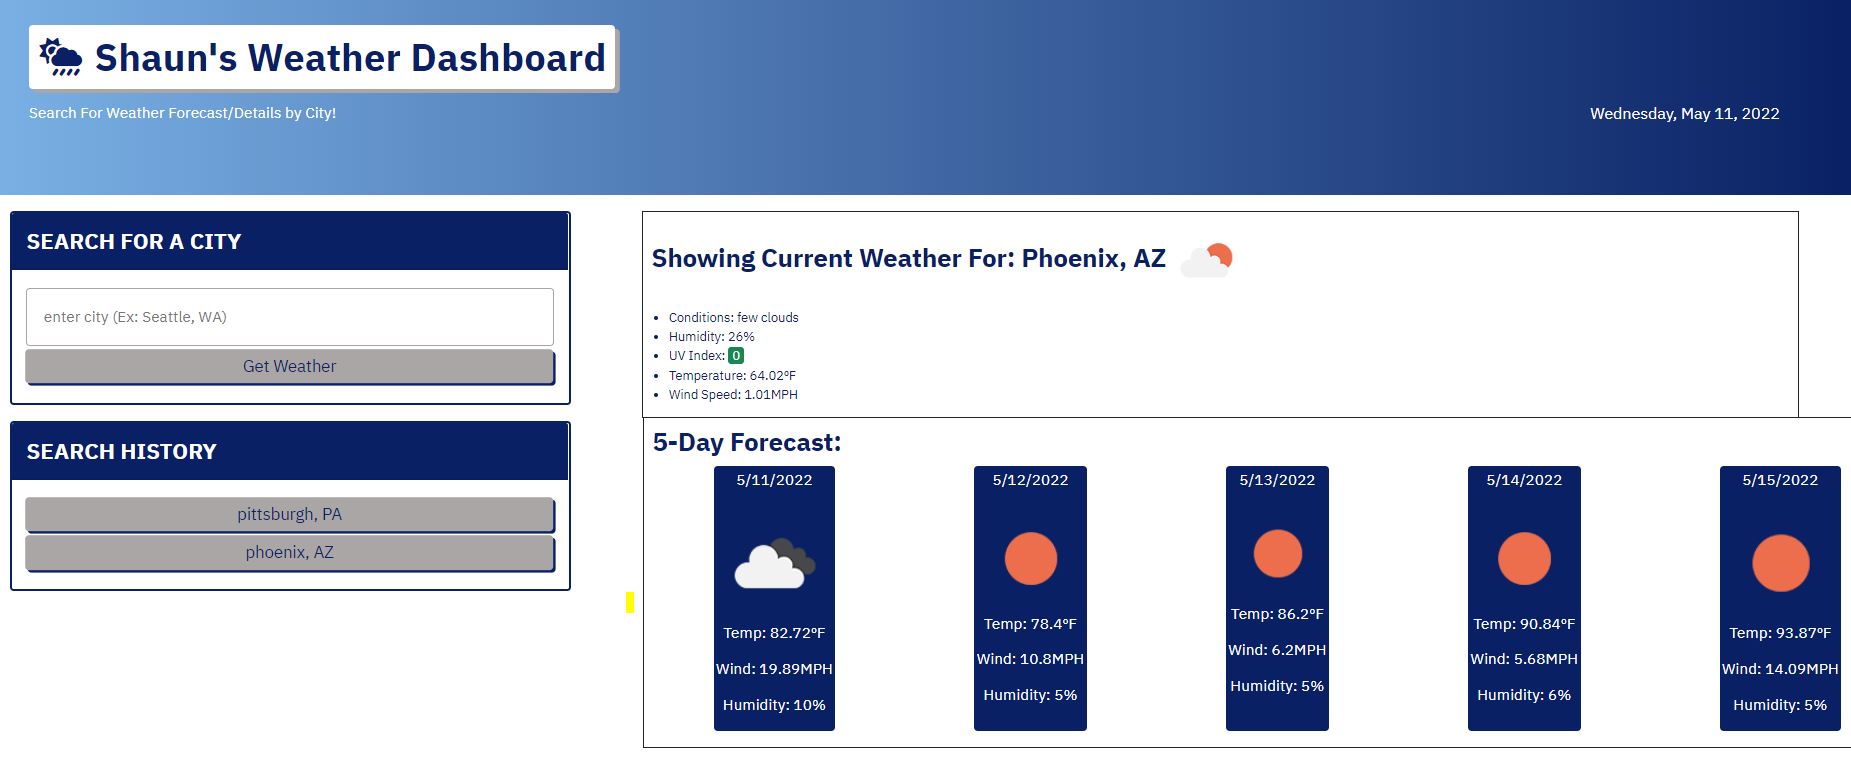 Shaun's Weather Dashboard
Search For Weather Forecast/Details by City!
Wednesday, May 11, 2022
SEARCH FOR A CITY
enter city (Ex: Seattle, WA)
Get Weather
SEARCH HISTORY
pittsburgh, PA
phoenix, AZ
Showing Current Weather For: Phoenix, AZ
Conditions: few clouds
Humidity: 26%
UV Index: 0
Temperature: 64.02°F
Wind Speed: 1.01MPH
5-Day Forecast:
5/11/2022
Temp: 82.72°F
Wind: 19.89MPH
Humidity: 10%
5/12/2022
Temp: 78.4°F
Wind: 10.8MPH
Humidity: 5%
5/13/2022
Temp: 86.2°F
Wind: 6.2MPH
Humidity: 5%
5/14/2022
Temp: 90.84°F
Wind: 5.68MPH
Humidity: 6%
5/15/2022
Temp: 93.87°F
Wind: 14.09MPH
Humidity: 5%